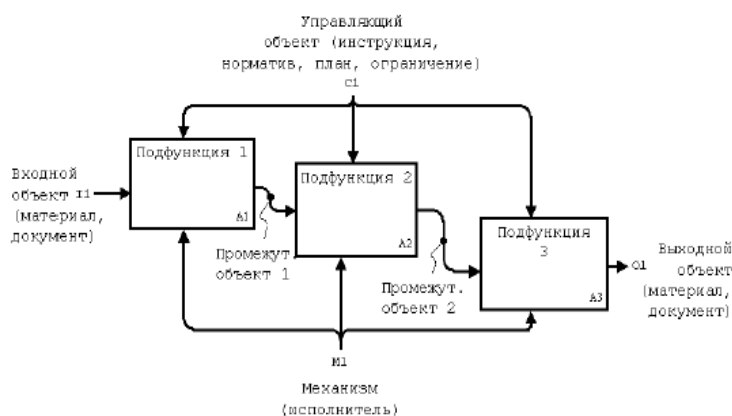 Управляющий
объект (инструкция,
норматив, план, ограничение)
C1
Подфункция 1
A1
Входной
объект I1
(материал,
документ)
Подфункция 2
A2
Промежут.
объект 1
Подфункция
3
A3
Промежут.
объект 2
O1
Выходной
объект
(материал,
документ)
M1
Механизм
(исполнитель)